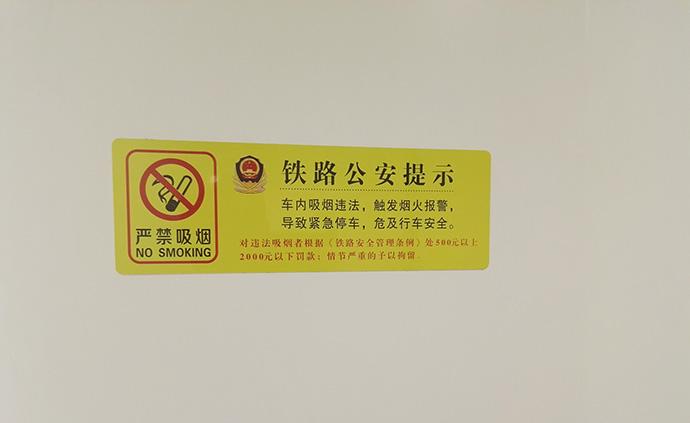 严禁吸烟
NO SMOKING
铁路公安提示
车内吸烟违法，触发烟火报警，
导致紧急停车，危及行车安全。
对违法吸烟者根据《铁路安全管理条例》处500元以上
2000元以下罚款；情节严重的予以拘留.